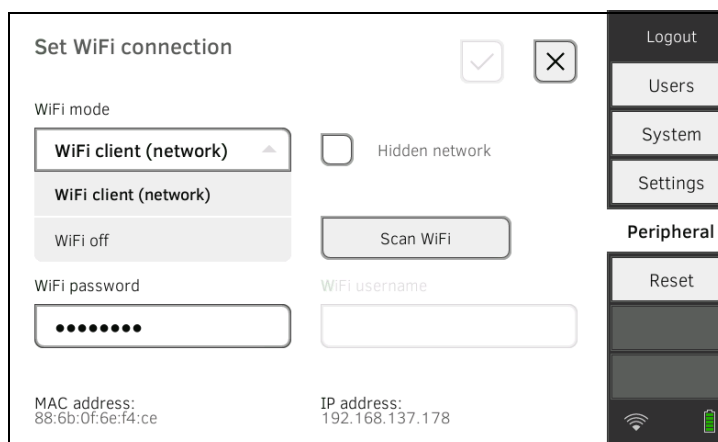 Set WiFi connection
WiFi mode
WiFi client (network)
Hidden network
WiFi client (network)
WiFi off
Scan WiFi
WiFi password
WiFi username
●●●●●●●●
MAC address:
88:6b:0f:6e:f4:ce
IP address:
192.168.137.178
Logout
Users
System
Settings
Peripheral
Reset